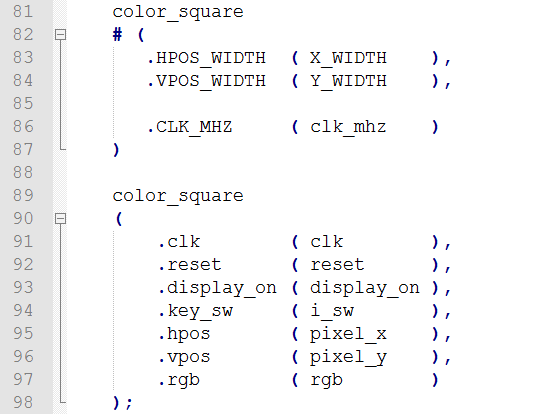 81 color_square
82 # (
83 .HPOS_WIDTH ( X_WIDTH ),
84 .VPOS_WIDTH ( Y_WIDTH ),
85
86 .CLK_MHZ ( clk_mhz )
87 )
88
89 color_square
90 (
91 .clk ( clk ),
92 .reset ( reset ),
93 .display_on ( display_on ),
94 .key_sw ( i_sw ),
95 .hpos ( pixel_x ),
96 .vpos ( pixel_y ),
97 .rgb ( rgb )
98 );